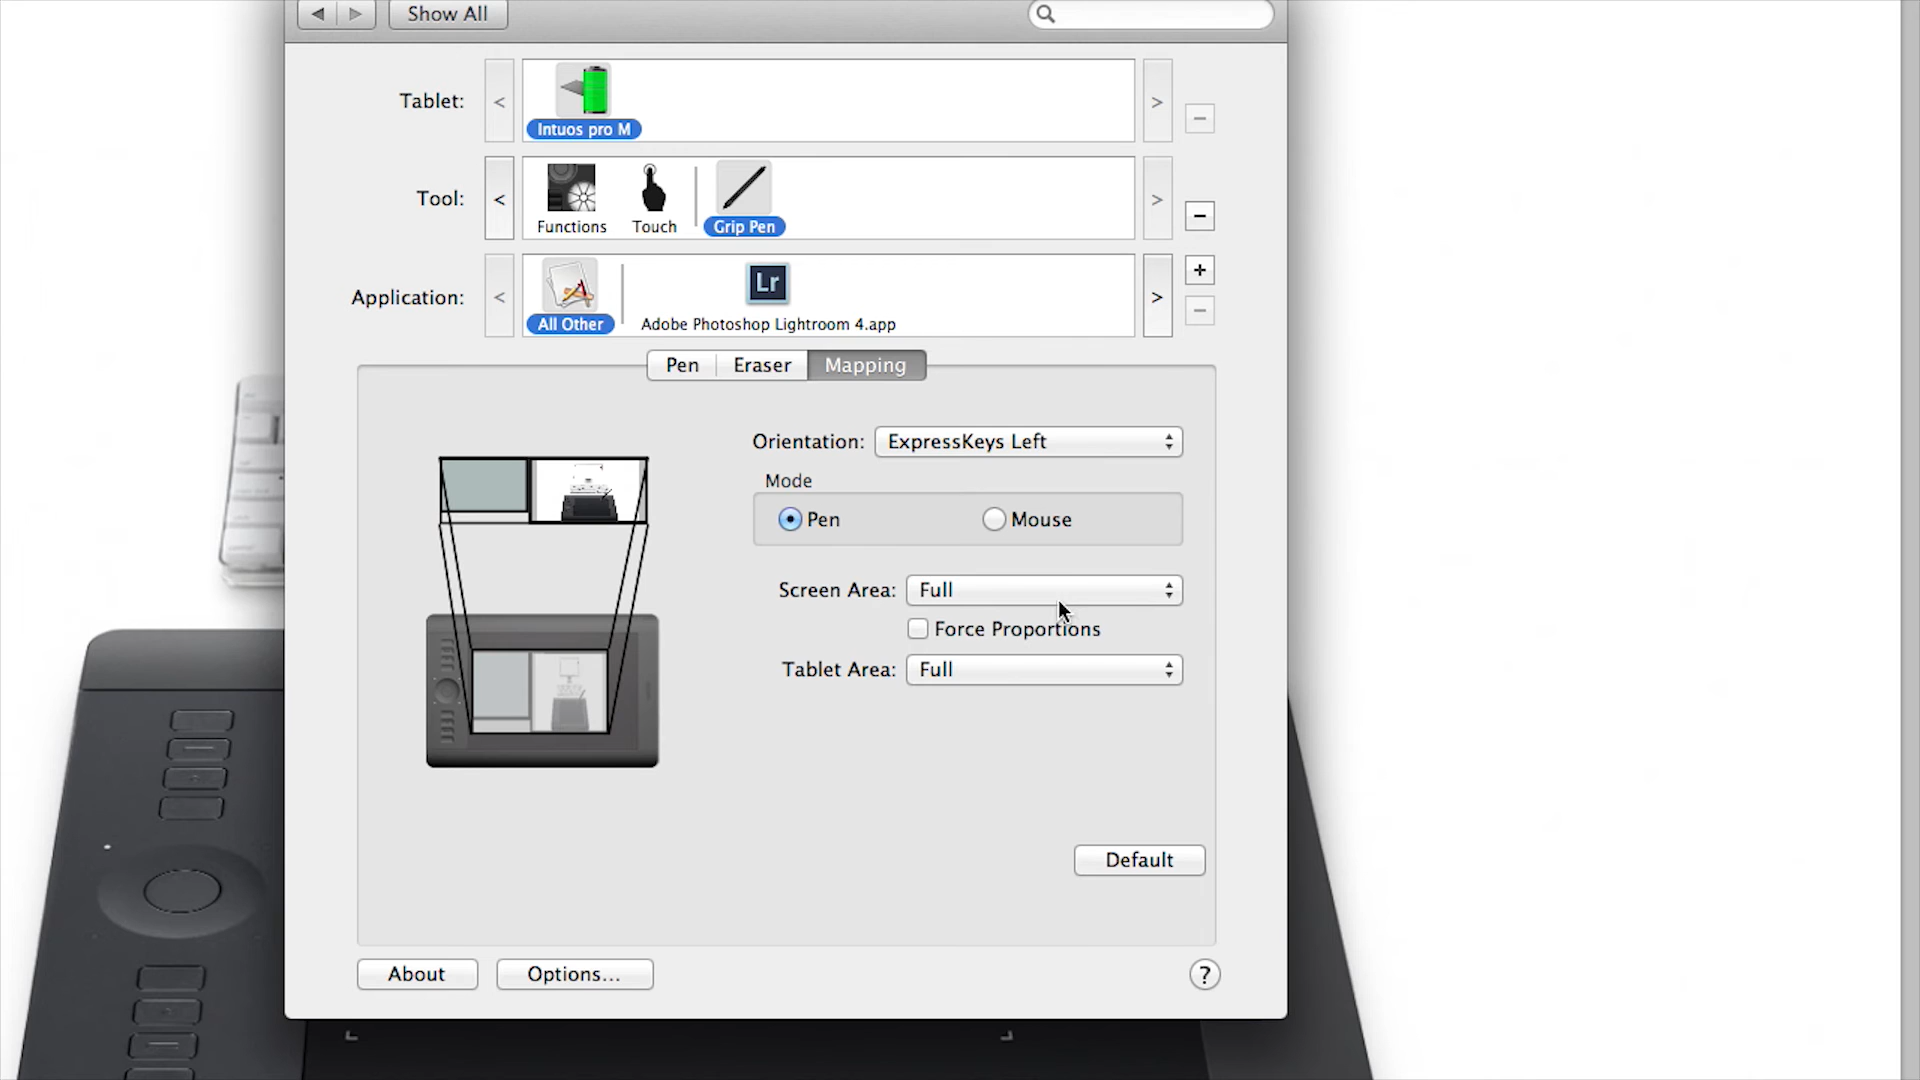 Show All
Tablet:
<
Intuos pro M
>
−
Tool:
<
Functions
Touch
Grip Pen
>
−
Application:
<
All Other
Lr
Adobe Photoshop Lightroom 4.app
>
+
−
Pen
Eraser
Mapping
Orientation:
ExpressKeys Left
Mode
Pen
Mouse
Screen Area:
Full
Force Proportions
Tablet Area:
Full
Default
About
Options...
?